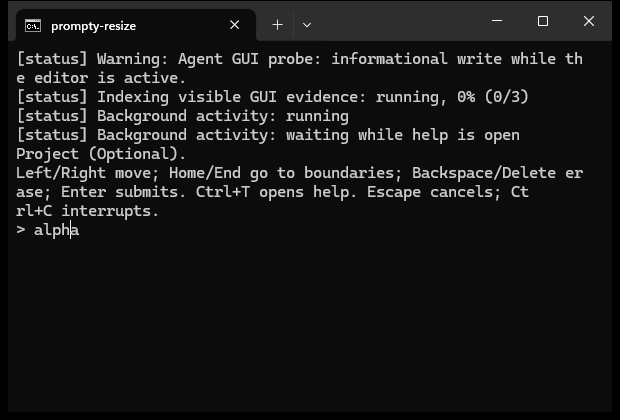 prompty-resize
[status] Warning: Agent GUI probe: informational write while th
e editor is active.
[status] Indexing visible GUI evidence: running, 0% (0/3)
[status] Background activity: running
[status] Background activity: waiting while help is open
Project (Optional).
Left/Right move; Home/End go to boundaries; Backspace/Delete er
ase; Enter submits. Ctrl+T opens help. Escape cancels; Ct
rl+C interrupts.
> alpha